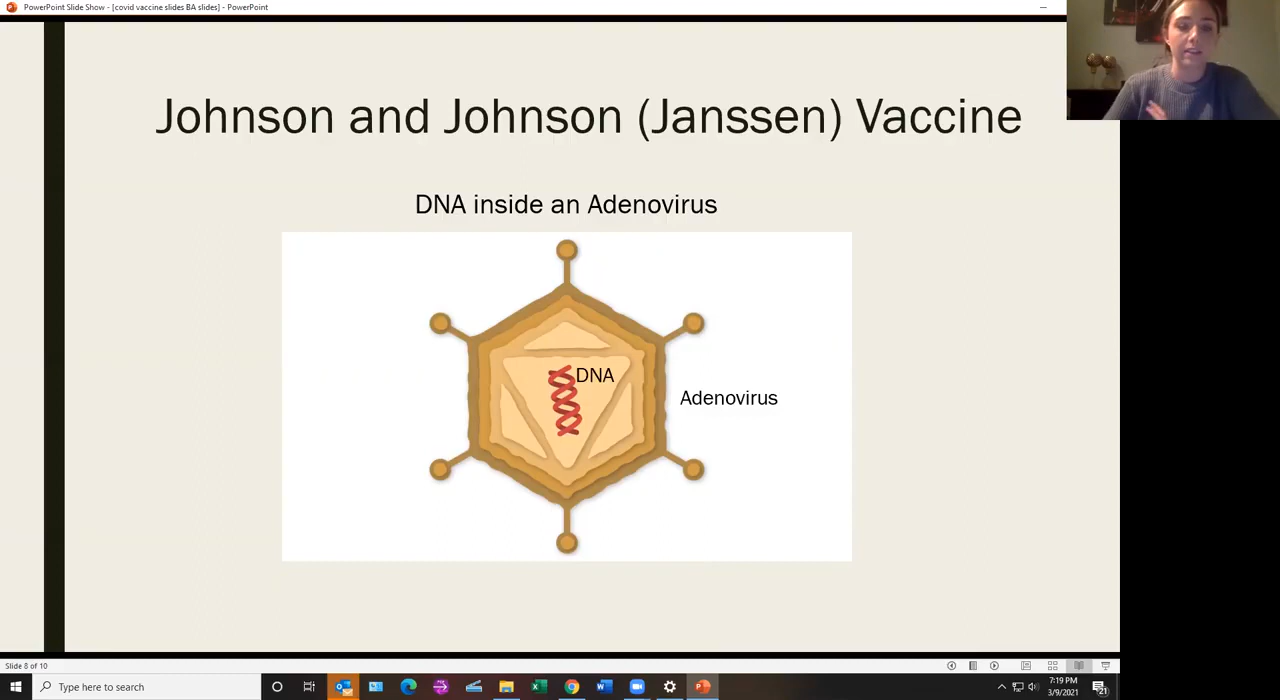 PowerPoint Slide Show - [covid vaccine slides BA slides] - PowerPoint
Johnson and Johnson (Janssen) Vaccine
DNA inside an Adenovirus
DNA
Adenovirus
Slide 8 of 10
Type here to search
7:19 PM
3/9/2021
21